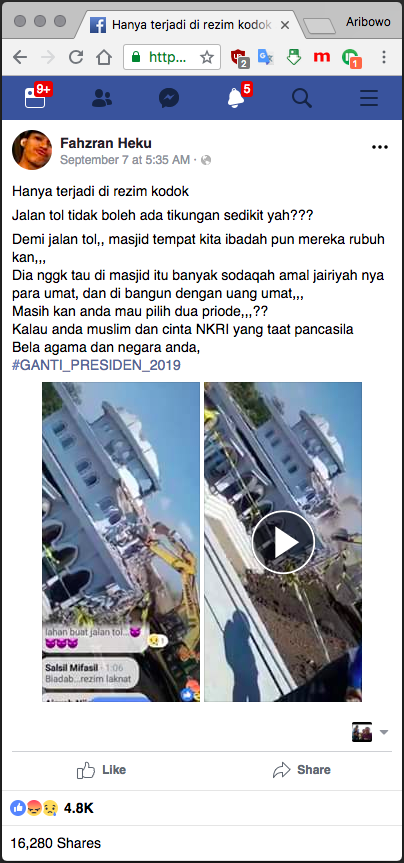 Hanya terjadi di rezim kodok
Aribowo
http...
2
m
1
9+
5
Fahzran Heku
September 7 at 5:35 AM
Hanya terjadi di rezim kodok
Jalan tol tidak boleh ada tikungan sedikit yah???
Demi jalan tol,, masjid tempat kita ibadah pun mereka rubuh
kan,,,
Dia nggk tau di masjid itu banyak sodaqah amal jairiyah nya
para umat, dan di bangun dengan uang umat,,,
Masih kan anda mau pilih dua priode,,,??
Kalau anda muslim dan cinta NKRI yang taat pancasila
Bela agama dan negara anda,
#GANTI_PRESIDEN_2019
lahan buat jalan tol...
1
Salsil Mifasil · 1:06
Biadab...rezim laknat
Like
Share
4.8K
16,280 Shares